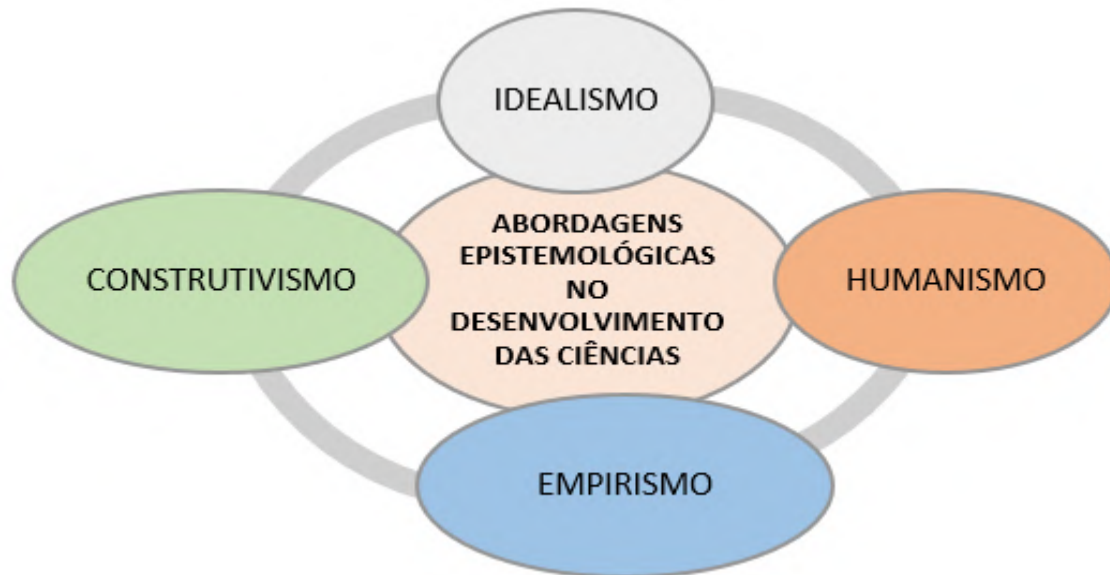 IDEALISMO
ABORDAGENS
EPISTEMOLÓGICAS
NO
DESENVOLVIMENTO
DAS CIÊNCIAS
CONSTRUTIVISMO
HUMANISMO
EMPIRISMO